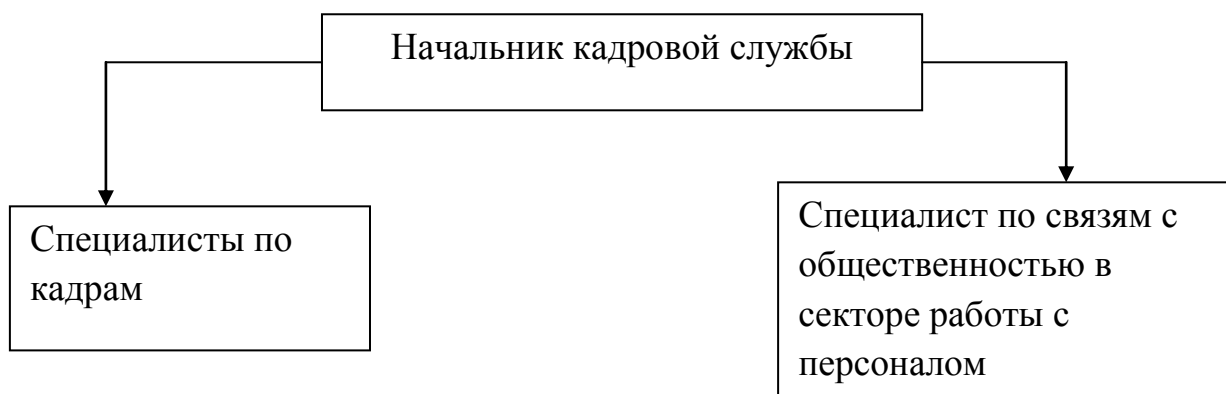 Начальник кадровой службы
Специалисты по
кадрам
Специалист по связям с
общественностью в
секторе работы с
персоналом